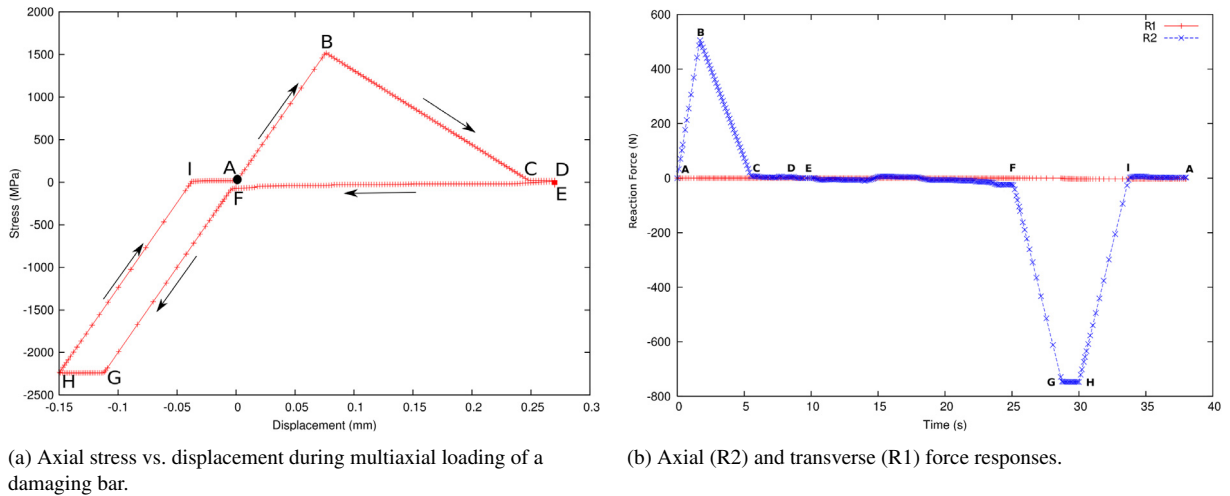 1500
1000
500
0
-500
-1000
-1500
-2000
-2500
Stress (MPa)
-0.15
-0.1
-0.05
0
0.05
0.1
0.15
0.2
0.25
0.3
Displacement (mm)
A
B
C
D
E
F
G
H
I
(a) Axial stress vs. displacement during multiaxial loading of a
damaging bar.
600
400
200
0
-200
-400
-600
-800
Reaction Force (N)
0
5
10
15
20
25
30
35
40
Time (s)
R1
R2
A
B
C
D
E
F
G
H
I
A
(b) Axial (R2) and transverse (R1) force responses.